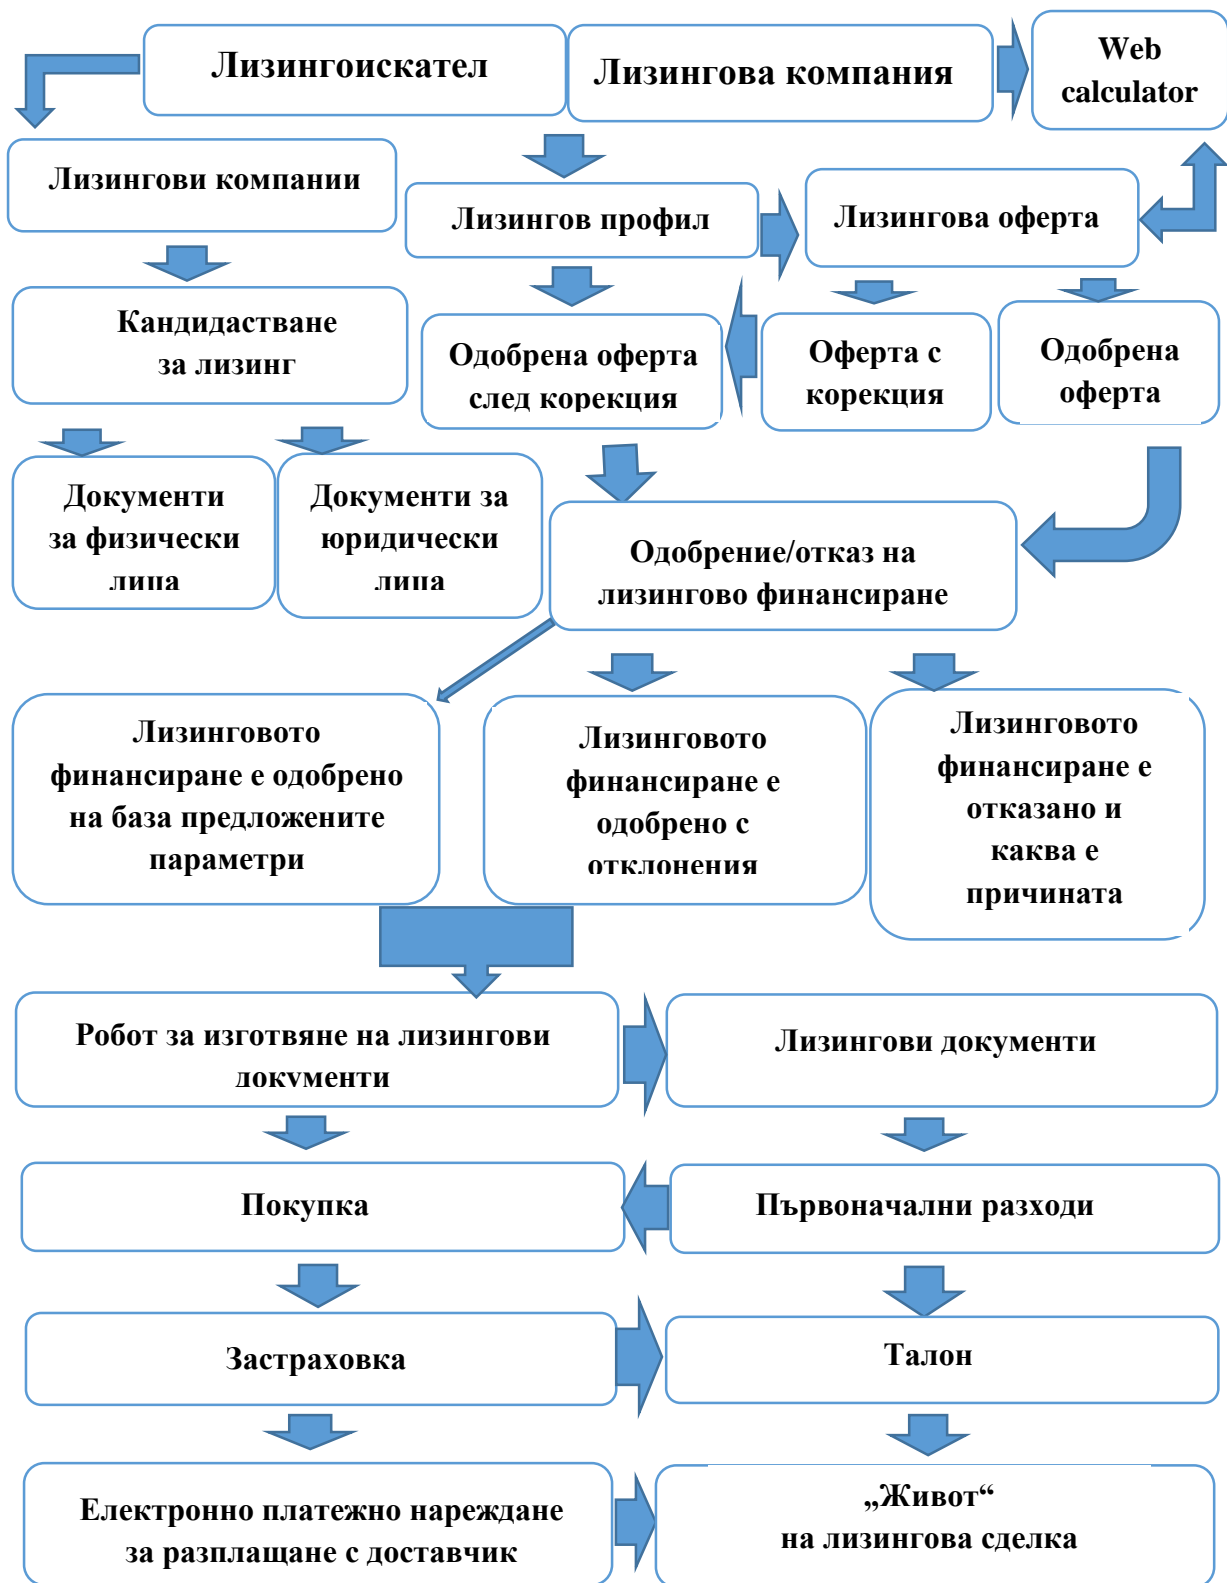 Лизингоискател
Лизингова компания
Web
calculator
Лизингови компании
Лизингов профил
Лизингова оферта
Кандидастване
за лизинг
Одобрена оферта
след корекция
Оферта с
корекция
Одобрена
оферта
Документи
за физически
лица
Документи за
юридически
лица
Одобрение/отказ на
лизингово финансиране
Лизинговото
финансиране е одобрено
на база предложените
параметри
Лизинговото
финансиране е
одобрено с
отклонения
Лизинговото
финансиране е
отказано и
каква е
причината
Робот за изготвяне на лизингови
документи
Лизингови документи
Покупка
Първоначални разходи
Застраховка
Талон
Електронно платежно нареждане
за разплащане с доставчик
„Живот“
на лизингова сделка